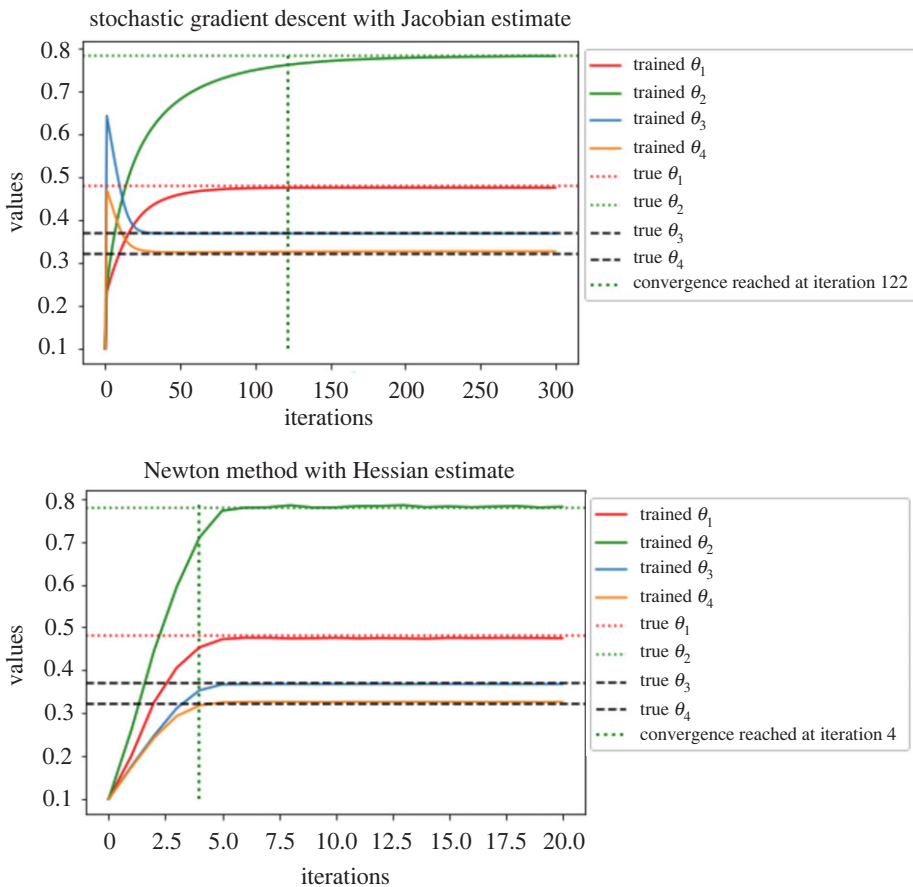 stochastic gradient descent with Jacobian estimate
0.8
0.7
0.6
0.5
0.4
0.3
0.2
0.1
values
0 50 100 150 200 250 300
iterations
trained θ1
trained θ2
trained θ3
trained θ4
true θ1
true θ2
true θ3
true θ4
convergence reached at iteration 122
Newton method with Hessian estimate
0.8
0.7
0.6
0.5
0.4
0.3
0.2
0.1
values
0 2.5 5.0 7.5 10.0 12.5 15.0 17.5 20.0
iterations
trained θ1
trained θ2
trained θ3
trained θ4
true θ1
true θ2
true θ3
true θ4
convergence reached at iteration 4